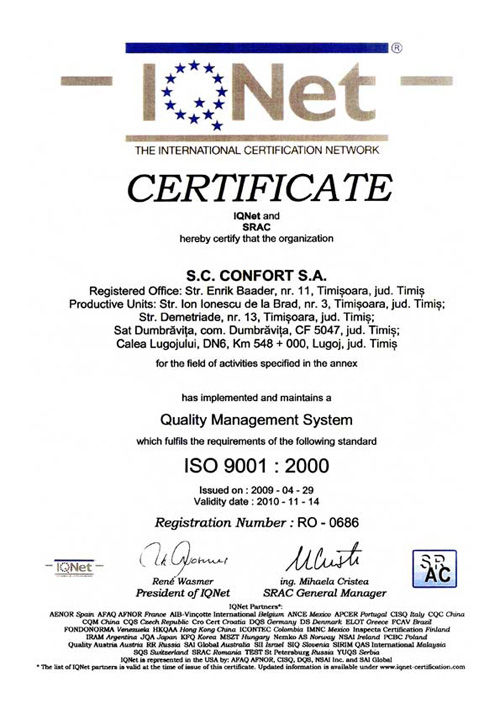 IQNet ®
THE INTERNATIONAL CERTIFICATION NETWORK
CERTIFICATE
IQNet and
SRAC
hereby certify that the organization
S.C. CONFORT S.A.
Registered Office: Str. Enrik Baader, nr. 11, Timişoara, jud. Timiş
Productive Units: Str. Ion Ionescu de la Brad, nr. 3, Timişoara, jud. Timiş;
Str. Demetriade, nr. 13, Timişoara, jud. Timiş;
Sat Dumbrăviţa, com. Dumbrăviţa, CF 5047, jud. Timiş;
Calea Lugojului, DN6, Km 548 + 000, Lugoj, jud. Timiş
for the field of activities specified in the annex
has implemented and maintains a
Quality Management System
which fulfils the requirements of the following standard
ISO 9001 : 2000
Issued on : 2009 - 04 - 29
Validity date : 2010 - 11 - 14
Registration Number : RO - 0686
IQNet
René Wasmer
President of IQNet
ing. Mihaela Cristea
SRAC General Manager
SRAC
IQNet Partners*:
AENOR Spain AFAQ AFNOR France AIB-Vinçotte International Belgium ANCE Mexico APCER Portugal CISQ Italy CQC China
CQM China CQS Czech Republic Cro Cert Croatia DQS Germany DS Denmark ELOT Greece FCAV Brazil
FONDONORMA Venezuela HKQAA Hong Kong China ICONTEC Colombia IMNC Mexico Inspecta Certification Finland
IRAM Argentina JQA Japan KFQ Korea MSZT Hungary Nemko AS Norway NSAI Ireland PCBC Poland
Quality Austria Austria RR Russia SAI Global Australia SII Israel SIQ Slovenia SIRIM QAS International Malaysia
SQS Switzerland SRAC Romania TEST St Petersburg Russia YUQS Serbia
IQNet is represented in the USA by: AFAQ AFNOR, CISQ, DQS, NSAI Inc. and SAI Global
* The list of IQNet partners is valid at the time of issue of this certificate. Updated information is available under www.iqnet-certification.com